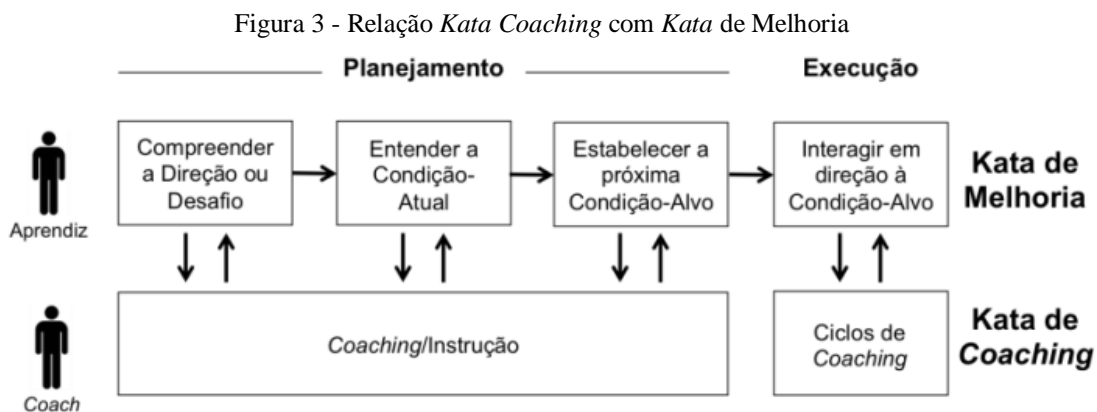 Figura 3 - Relação Kata Coaching com Kata de Melhoria
Planejamento
Execução
Aprendiz
Compreender
a Direção ou
Desafio
Entender a
Condição-
Atual
Estabelecer a
próxima
Condição-Alvo
Interagir em
direção à
Condição-Alvo
Kata de
Melhoria
Coach
Coaching/Instrução
Ciclos de
Coaching
Kata de
Coaching